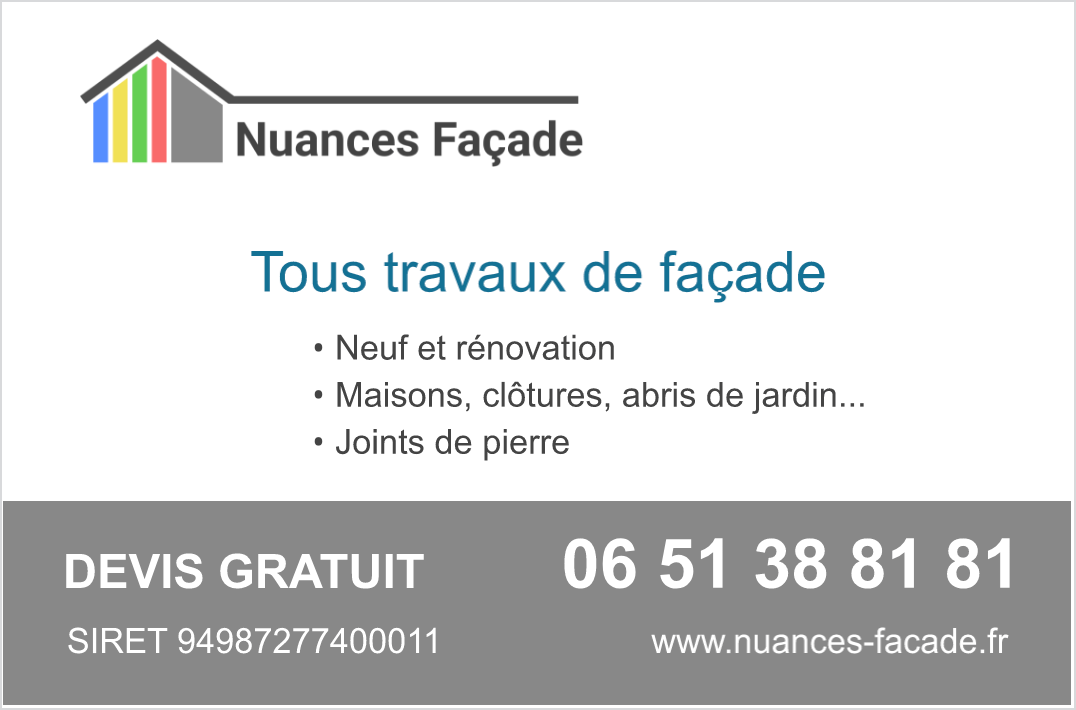 Nuances Façade
Tous travaux de façade
• Neuf et rénovation
• Maisons, clôtures, abris de jardin...
• Joints de pierre
DEVIS GRATUIT
06 51 38 81 81
SIRET 94987277400011
www.nuances-facade.fr